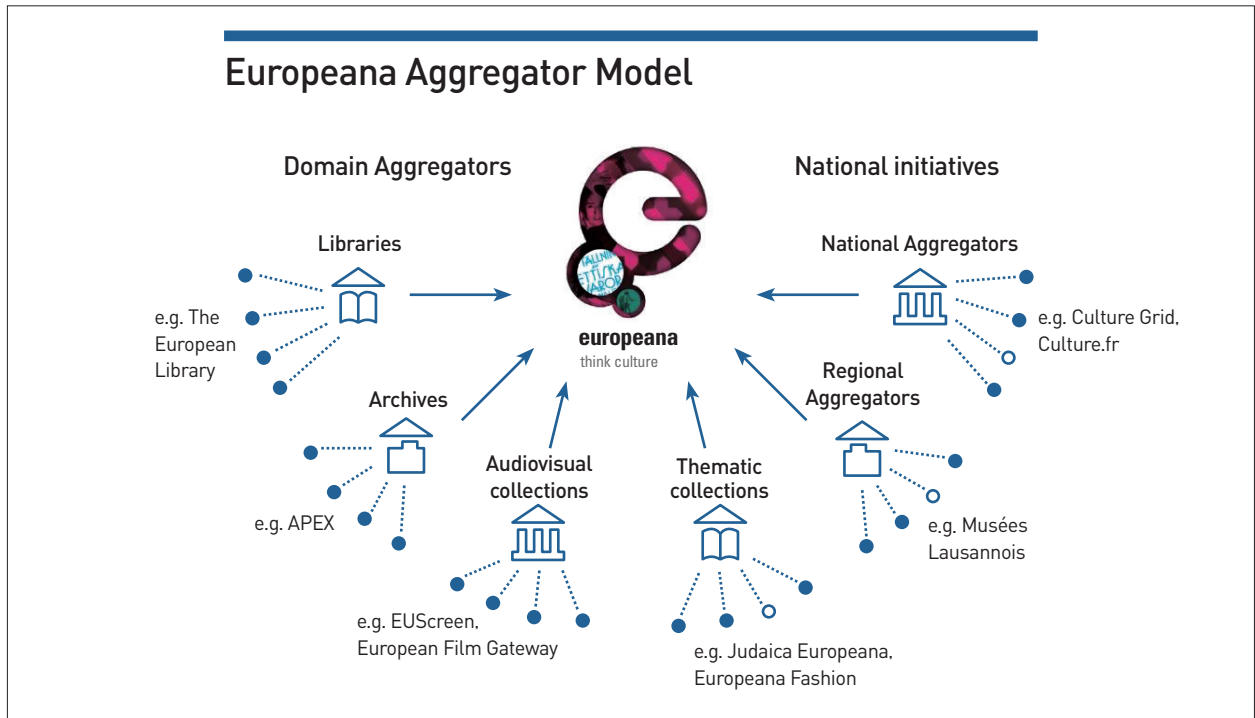 Europeana Aggregator Model
Domain Aggregators
National initiatives
Libraries
e.g. The
European
Library
Archives
e.g. APEX
Audiovisual
collections
e.g. EUScreen,
European Film Gateway
europeana
think culture
Thematic
collections
e.g. Judaica Europeana,
Europeana Fashion
National Aggregators
e.g. Culture Grid,
Culture.fr
Regional
Aggregators
e.g. Musées
Lausannois